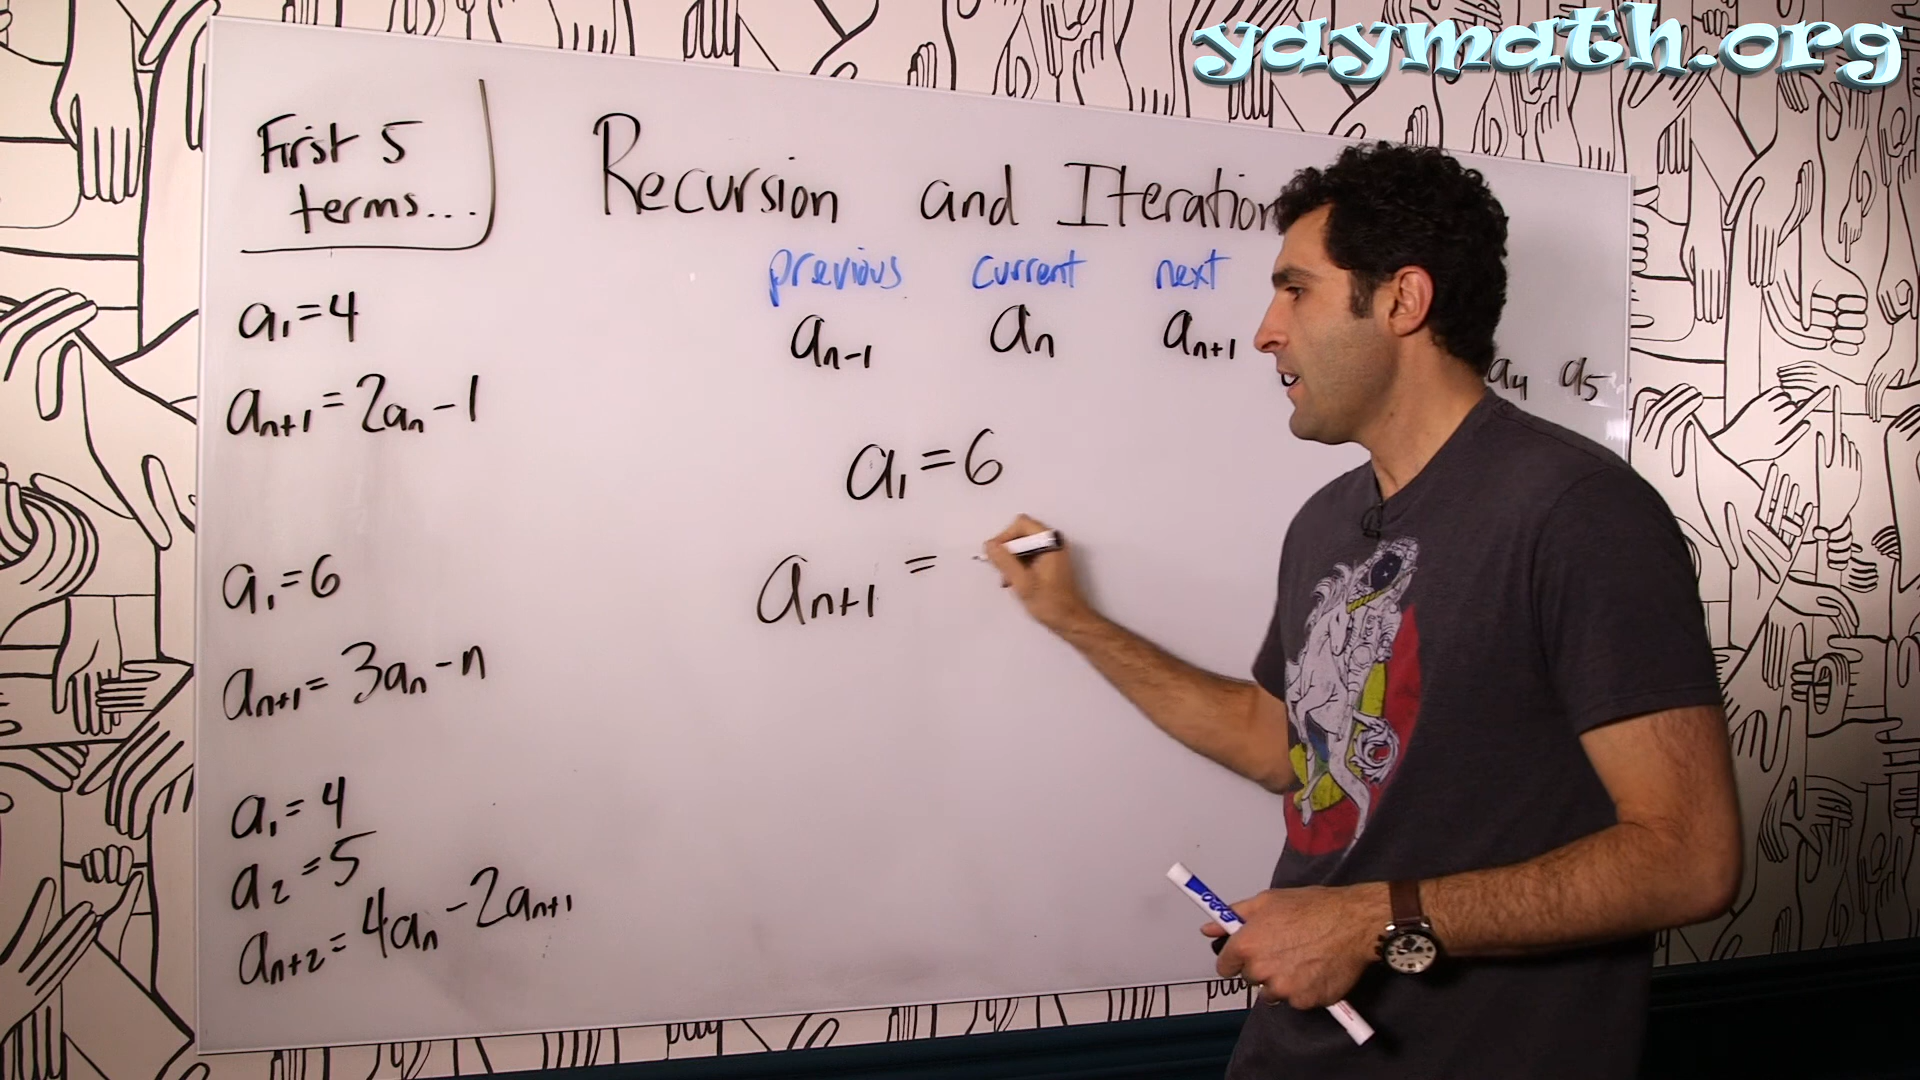 yaymath.org
First 5
terms...
Recursion and Iteration
previous current next
aₙ₋₁ aₙ aₙ₊₁
a₄ a₅
a₁=4
aₙ₊₁=2aₙ-1
a₁=6
aₙ₊₁=3aₙ-n
a₁=4
a₂=5
aₙ₊₂=4aₙ-2aₙ₊₁
a₁=6
aₙ₊₁ =
EXPO